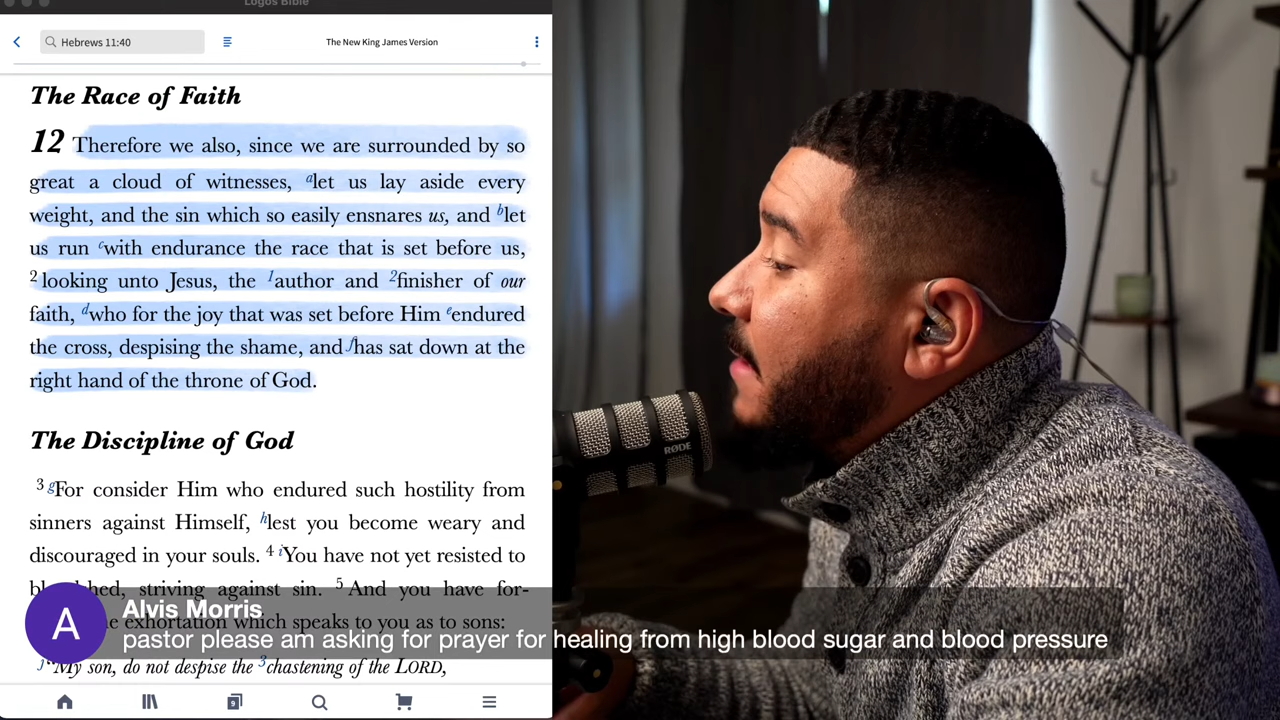 Logos Bible
Hebrews 11:40
The New King James Version
The Race of Faith
12 Therefore we also, since we are surrounded by so
great a cloud of witnesses, a let us lay aside every
weight, and the sin which so easily ensnares us, and b let
us run c with endurance the race that is set before us,
2 looking unto Jesus, the 1 author and 2 finisher of our
faith, d who for the joy that was set before Him e endured
the cross, despising the shame, and f has sat down at the
right hand of the throne of God.
The Discipline of God
3 g For consider Him who endured such hostility from
sinners against Himself, h lest you become weary and
discouraged in your souls. 4 i You have not yet resisted to
hed, striving against sin. 5 And you have for-
exhortation which speaks to you as to sons:
j "My son, do not despise the 3 chastening of the LORD,
9
RØDE
A
Alvis Morris
pastor please am asking for prayer for healing from high blood sugar and blood pressure